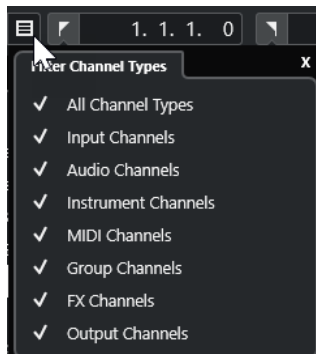 1. 1. 1. 0
Mixer Channel Types X
✓ All Channel Types
✓ Input Channels
✓ Audio Channels
✓ Instrument Channels
✓ MIDI Channels
✓ Group Channels
✓ FX Channels
✓ Output Channels